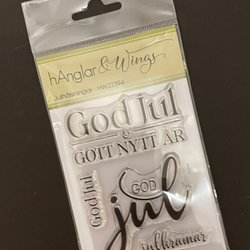 hÄnglar & Wings
Julhälsningar - HW22394
God Jul
&
GOTT NYTT ÅR
God Jul
GOD
jul
julkramar